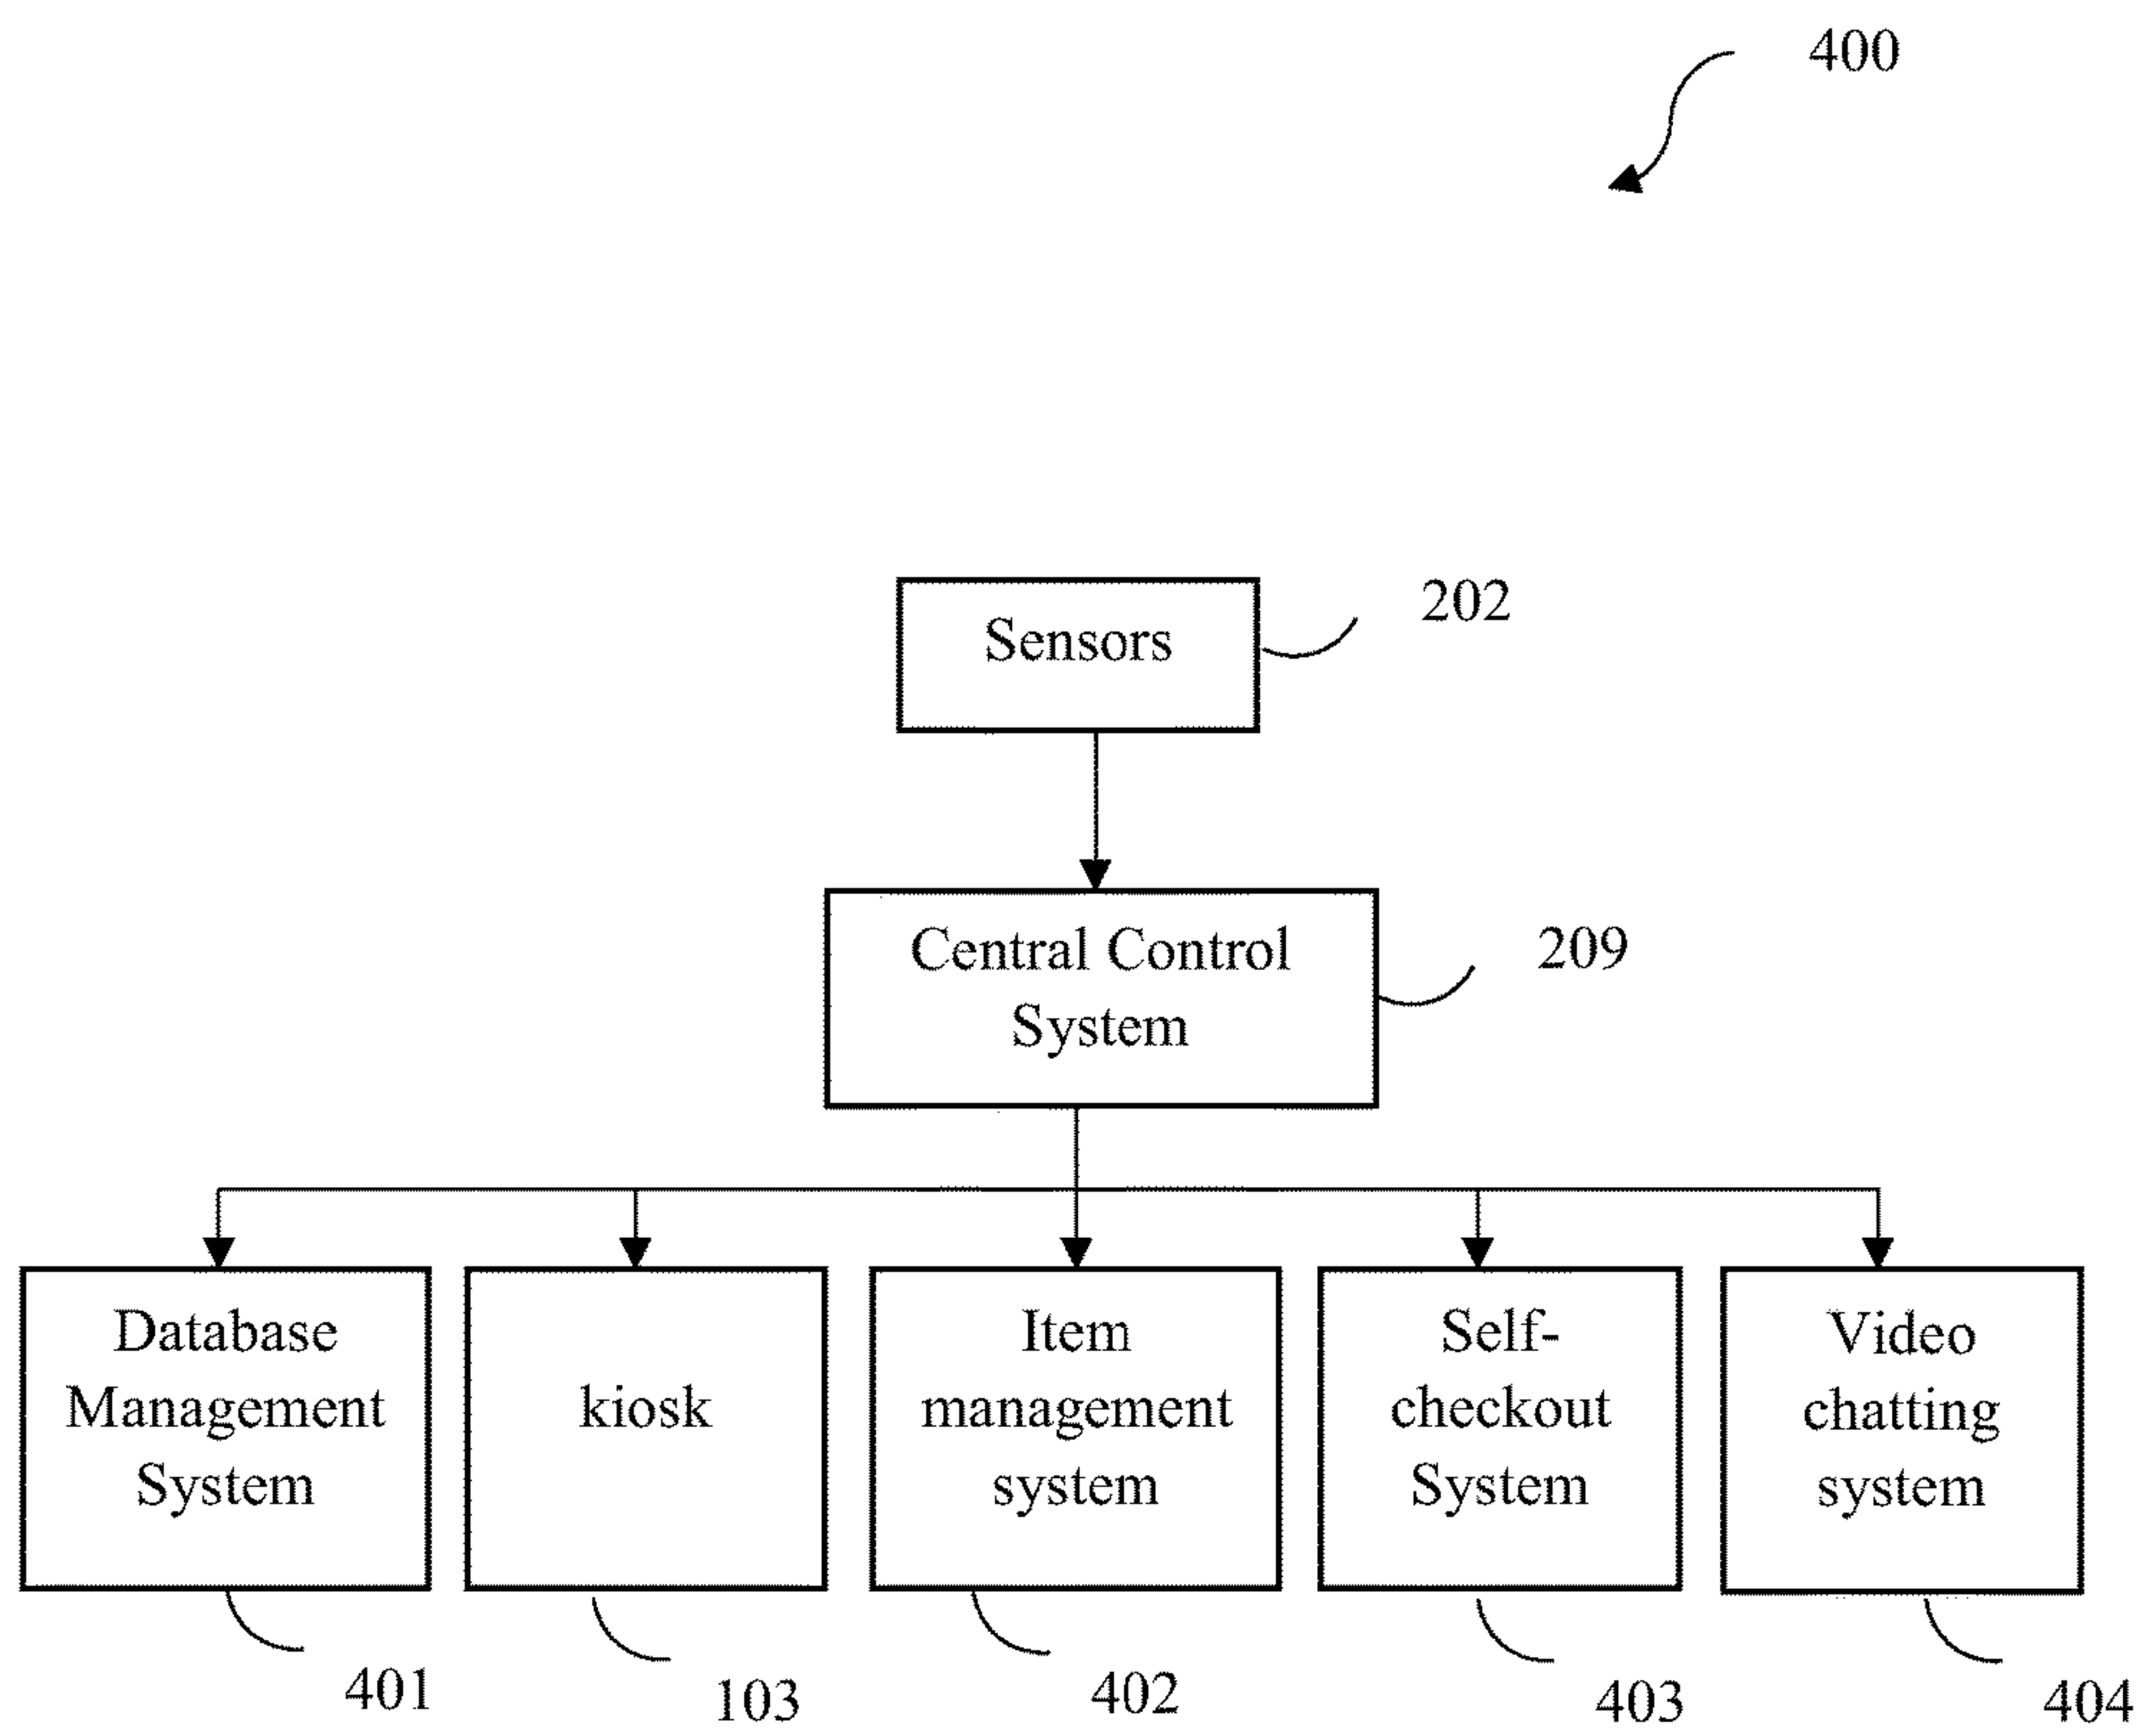 400
Sensors
202
Central Control
System
209
Database
Management
System
kiosk
Item
management
system
Self-
checkout
System
Video
chatting
system
401
103
402
403
404